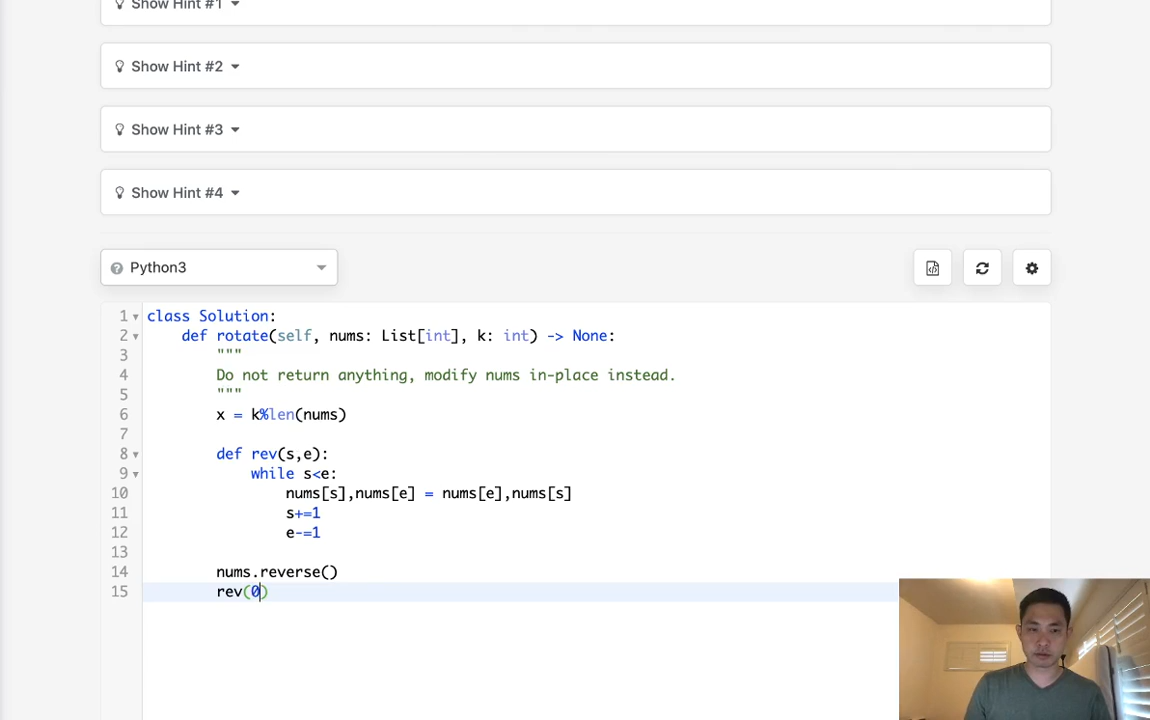 Show Hint #1
Show Hint #2
Show Hint #3
Show Hint #4
Python3
1 class Solution:
2     def rotate(self, nums: List[int], k: int) -> None:
3         """
4         Do not return anything, modify nums in-place instead.
5         """
6         x = k%len(nums)
7
8         def rev(s,e):
9             while s<e:
10                 nums[s],nums[e] = nums[e],nums[s]
11                 s+=1
12                 e-=1
13
14         nums.reverse()
15         rev(0)